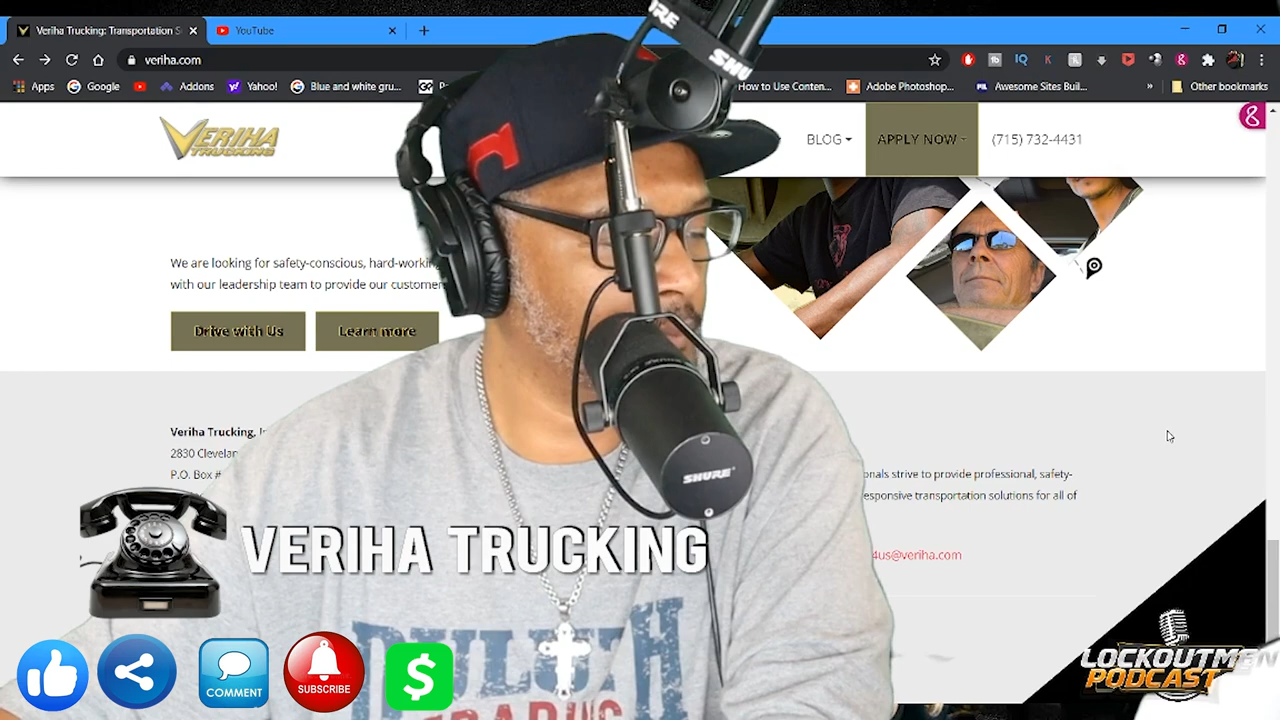 Veriha Trucking: Transportation S
YouTube
veriha.com
Apps
Google
Addons
Yahoo!
Blue and white gru...
How to Use Conten...
Adobe Photoshop...
Awesome Sites Buil...
Other bookmarks
VERIHA
TRUCKING
BLOG
APPLY NOW
(715) 732-4431
We are looking for safety-conscious, hard-working
with our leadership team to provide our customer
Drive with Us
Learn more
Veriha Trucking,
2830 Clevelan
P.O. Box #
onals strive to provide professional, safety-
esponsive transportation solutions for all of
4us@veriha.com
SHURE
VERIHA TRUCKING
DULUTH
COMMENT
SUBSCRIBE
$
LOCKOUTMEN
PODCAST